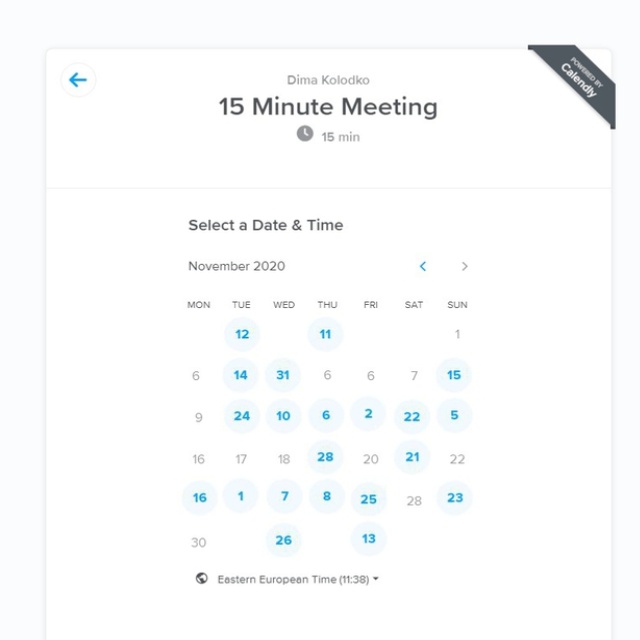 POWERED BY
Calendly
Dima Kolodko
15 Minute Meeting
15 min
Select a Date & Time
November 2020
MON TUE WED THU FRI SAT SUN
12 11 1
6 14 31 6 6 7 15
9 24 10 6 2 22 5
16 17 18 28 20 21 22
16 1 7 8 25 28 23
30 26 13
Eastern European Time (11:38)